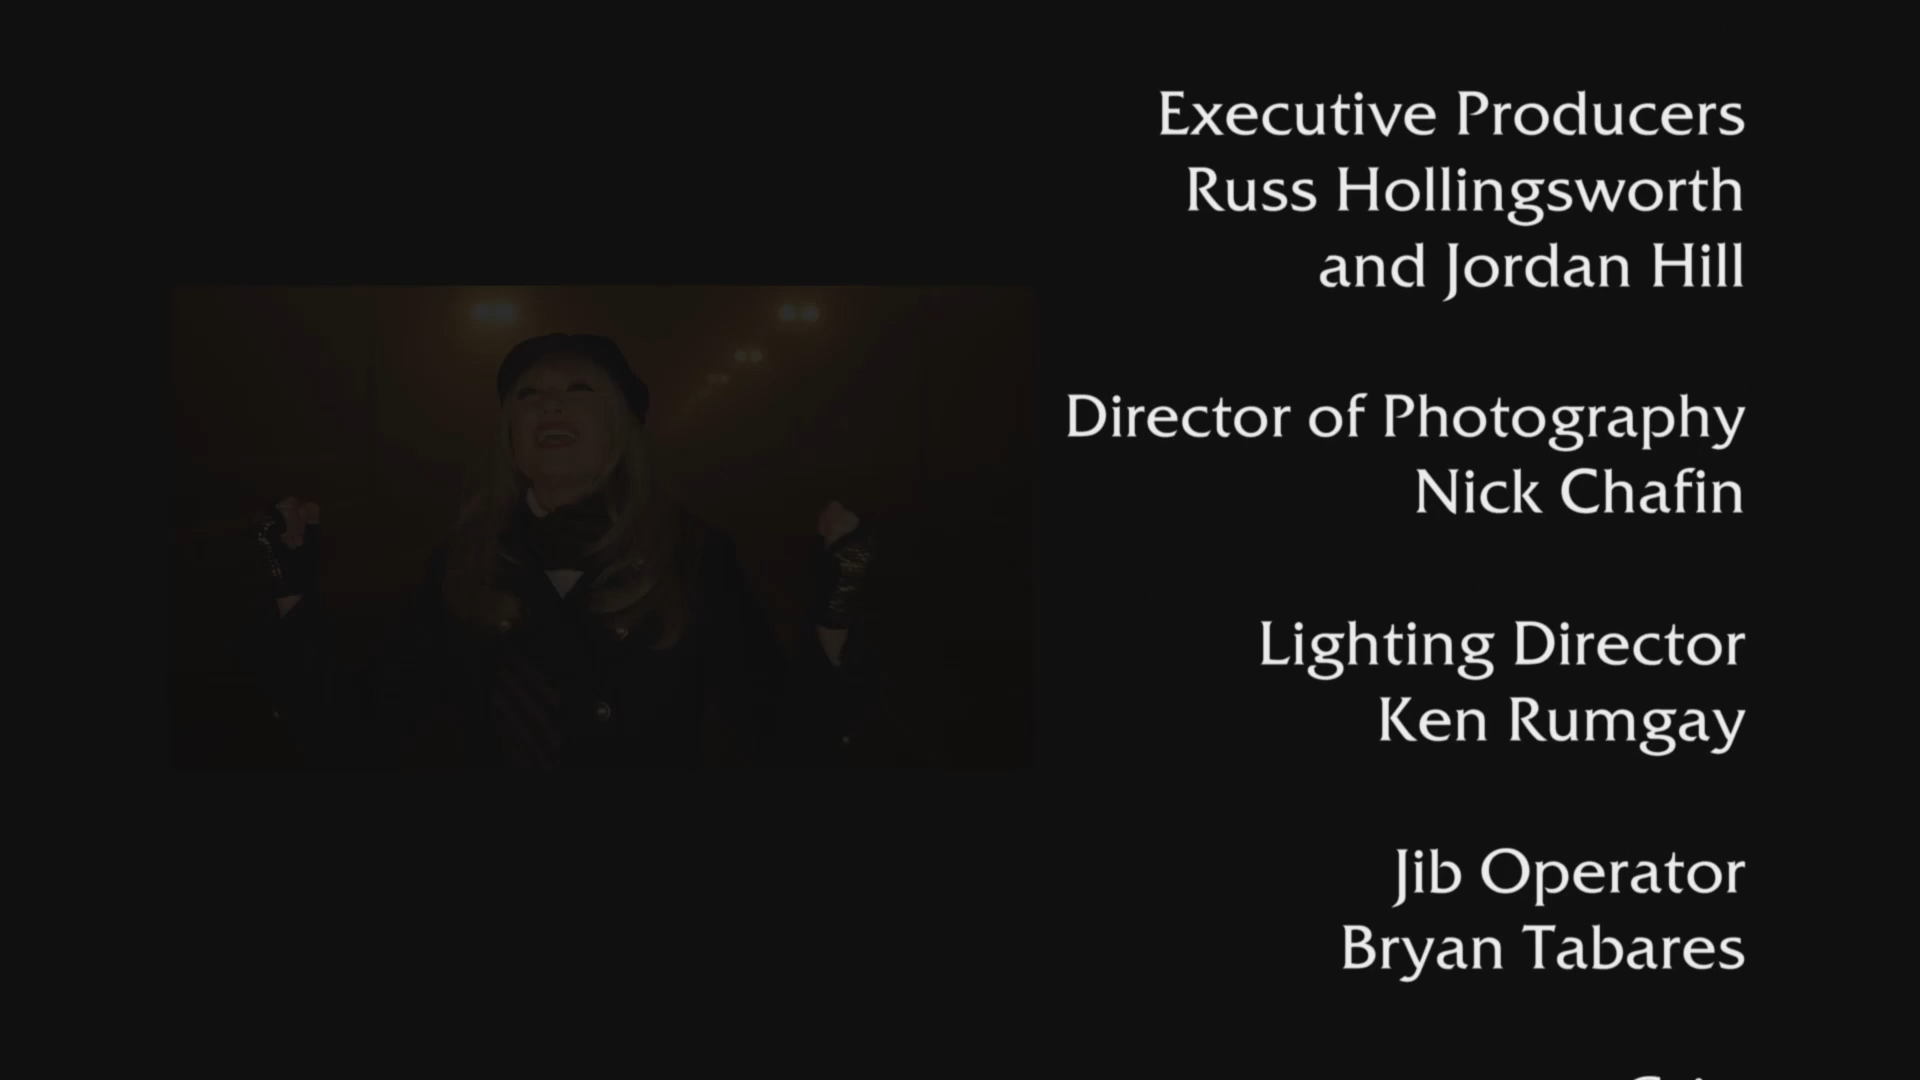 Executive Producers
Russ Hollingsworth
and Jordan Hill
Director of Photography
Nick Chafin
Lighting Director
Ken Rumgay
Jib Operator
Bryan Tabares